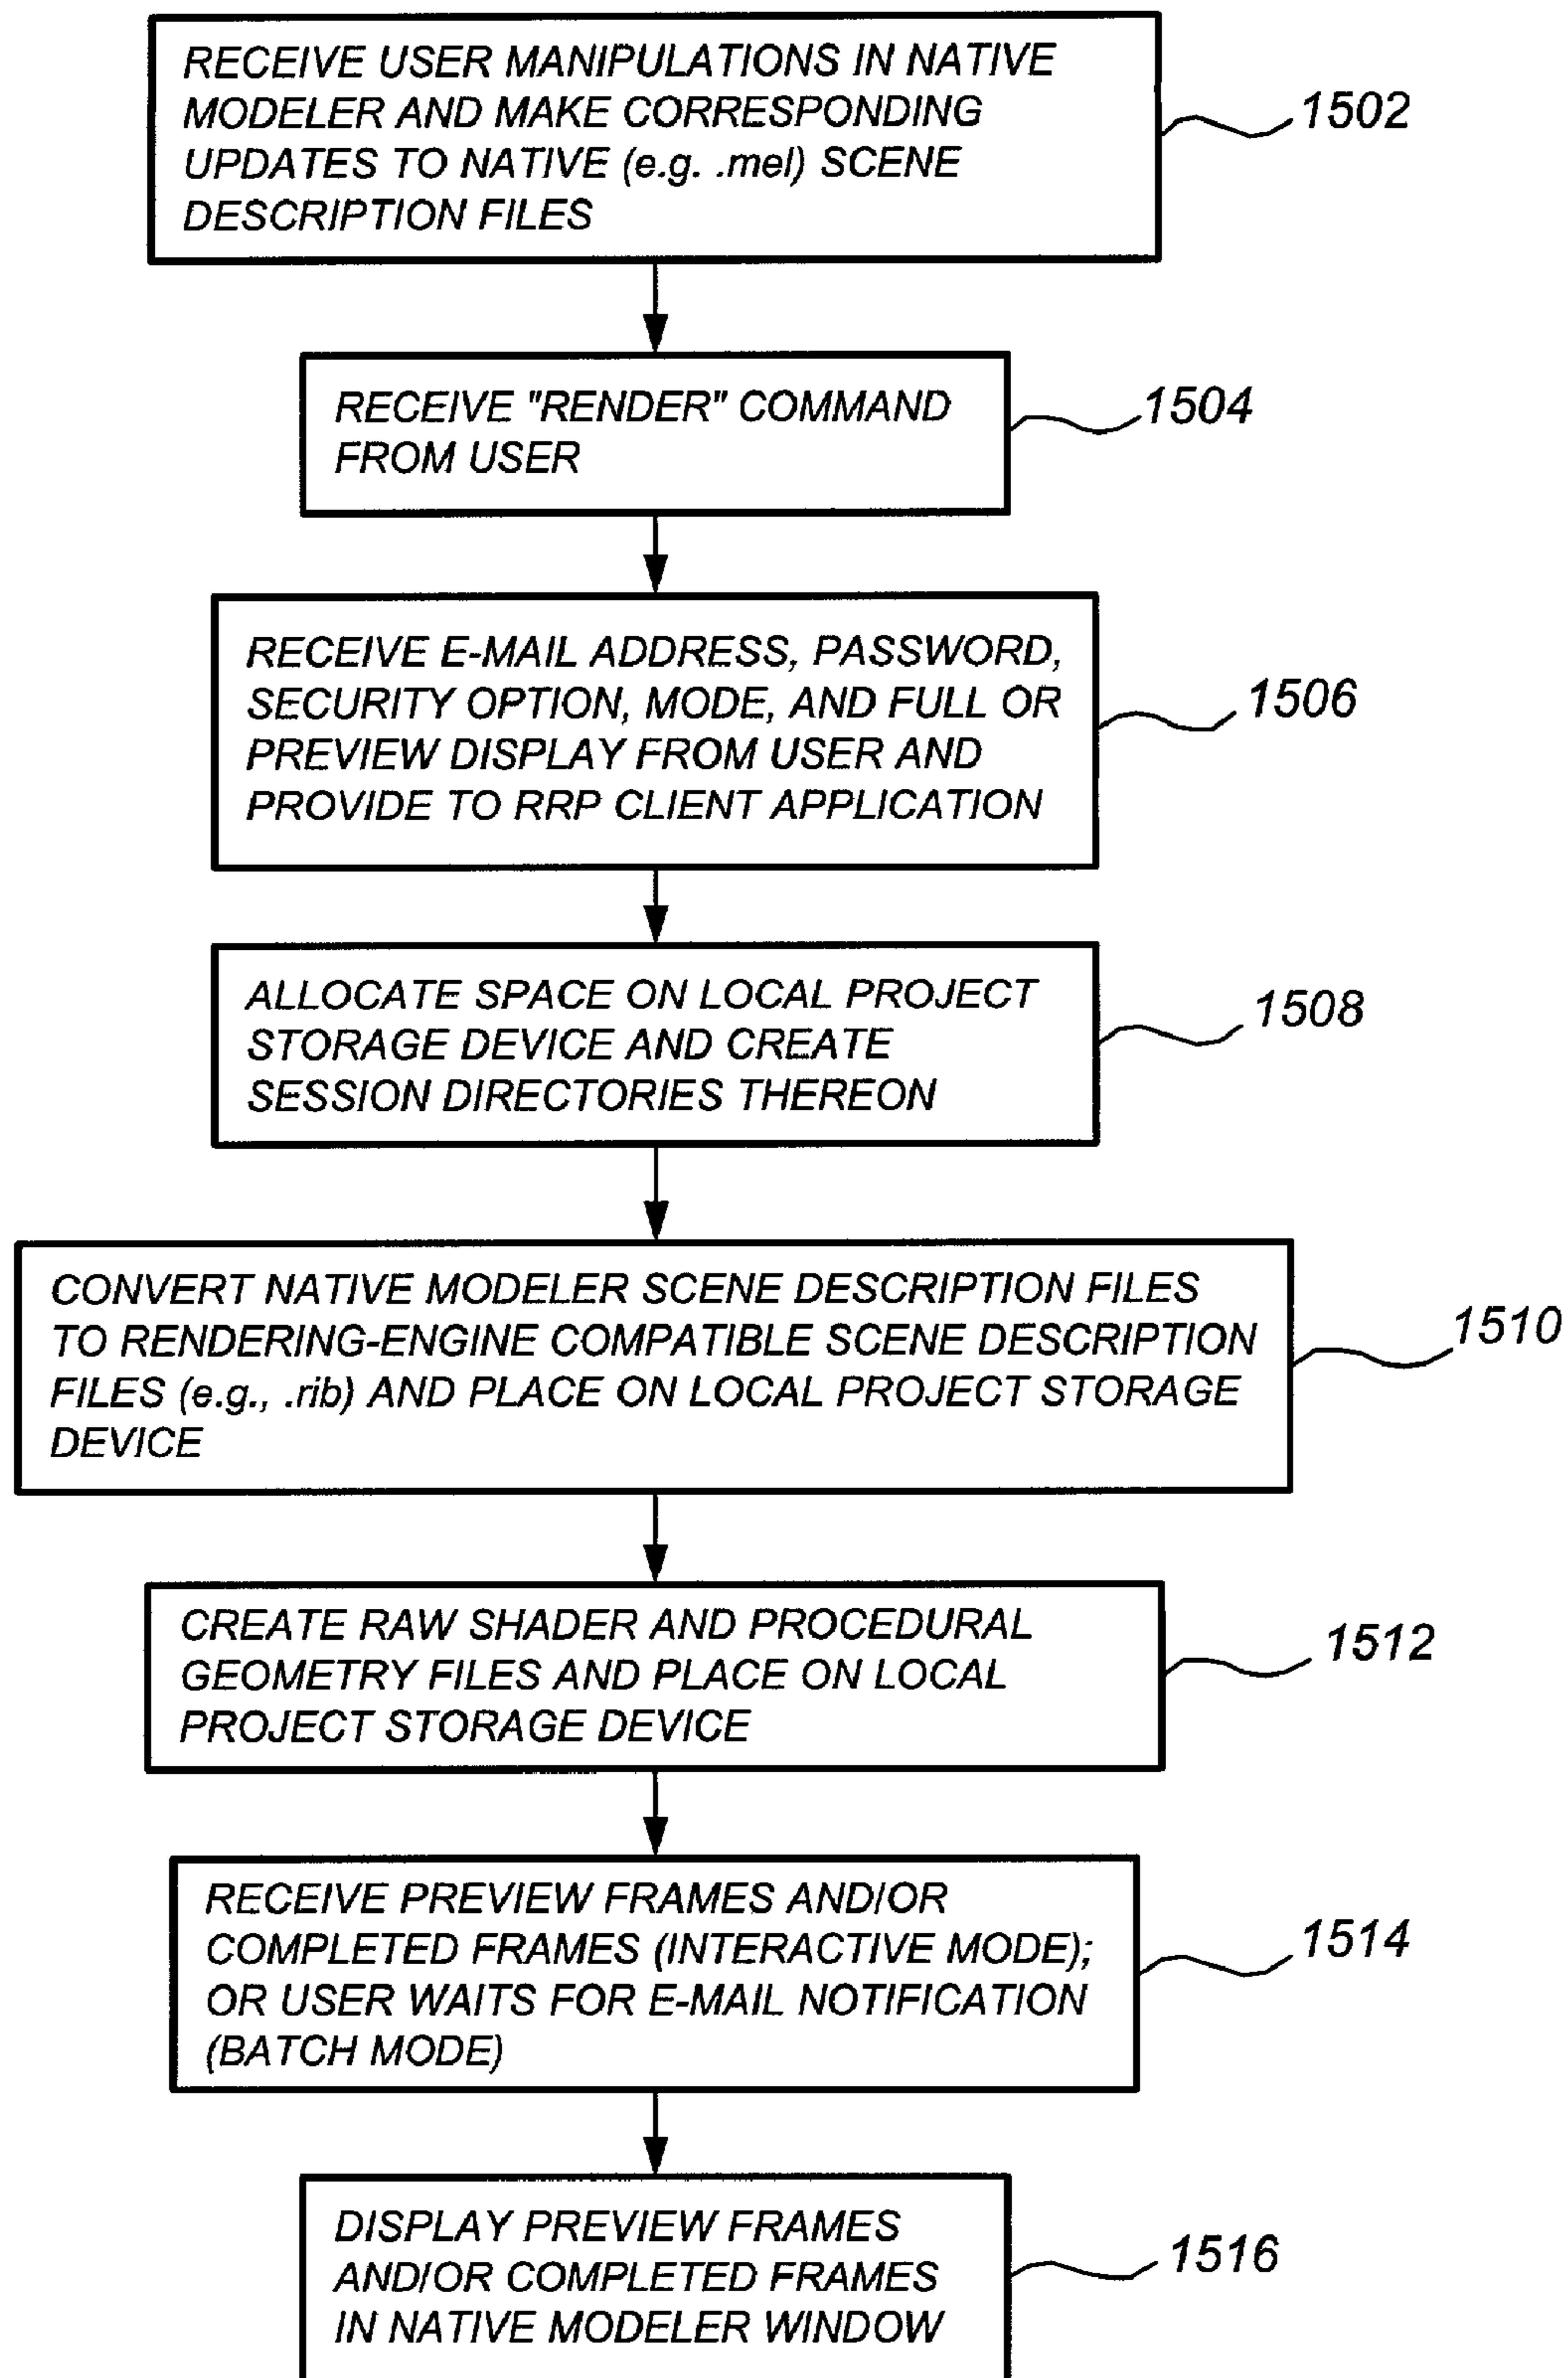 RECEIVE USER MANIPULATIONS IN NATIVE
MODELER AND MAKE CORRESPONDING
UPDATES TO NATIVE (e.g. .mel) SCENE
DESCRIPTION FILES
1502
RECEIVE "RENDER" COMMAND
FROM USER
1504
RECEIVE E-MAIL ADDRESS, PASSWORD,
SECURITY OPTION, MODE, AND FULL OR
PREVIEW DISPLAY FROM USER AND
PROVIDE TO RRP CLIENT APPLICATION
1506
ALLOCATE SPACE ON LOCAL PROJECT
STORAGE DEVICE AND CREATE
SESSION DIRECTORIES THEREON
1508
CONVERT NATIVE MODELER SCENE DESCRIPTION FILES
TO RENDERING-ENGINE COMPATIBLE SCENE DESCRIPTION
FILES (e.g., .rib) AND PLACE ON LOCAL PROJECT STORAGE
DEVICE
1510
CREATE RAW SHADER AND PROCEDURAL
GEOMETRY FILES AND PLACE ON LOCAL
PROJECT STORAGE DEVICE
1512
RECEIVE PREVIEW FRAMES AND/OR
COMPLETED FRAMES (INTERACTIVE MODE);
OR USER WAITS FOR E-MAIL NOTIFICATION
(BATCH MODE)
1514
DISPLAY PREVIEW FRAMES
AND/OR COMPLETED FRAMES
IN NATIVE MODELER WINDOW
1516